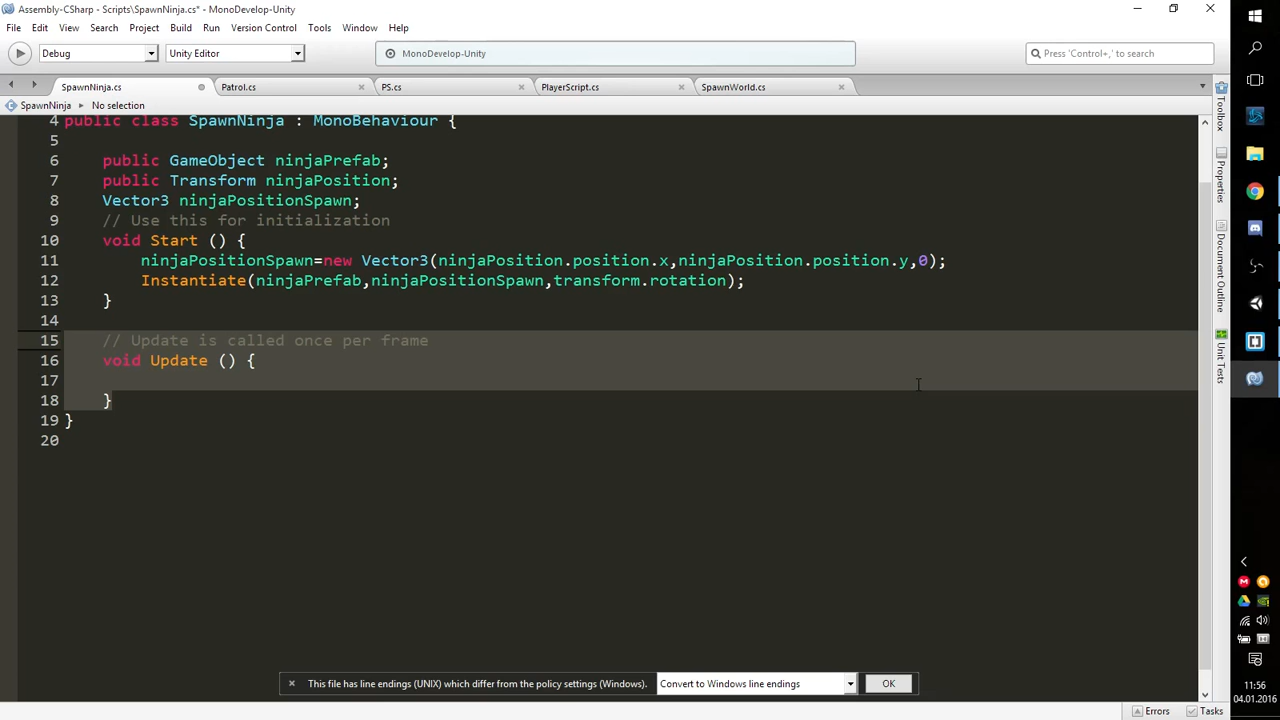 Assembly-CSharp - Scripts\SpawnNinja.cs* - MonoDevelop-Unity
File Edit View Search Project Build Run Version Control Tools Window Help
Debug Unity Editor MonoDevelop-Unity Press 'Control+,' to search
SpawnNinja.cs Patrol.cs PS.cs PlayerScript.cs SpawnWorld.cs
SpawnNinja No selection
4 public class SpawnNinja : MonoBehaviour {
5
6 public GameObject ninjaPrefab;
7 public Transform ninjaPosition;
8 Vector3 ninjaPositionSpawn;
9 // Use this for initialization
10 void Start () {
11 ninjaPositionSpawn=new Vector3(ninjaPosition.position.x,ninjaPosition.position.y,0);
12 Instantiate(ninjaPrefab,ninjaPositionSpawn,transform.rotation);
13 }
14
15 // Update is called once per frame
16 void Update () {
17
18 }
19 }
20
This file has line endings (UNIX) which differ from the policy settings (Windows). Convert to Windows line endings OK
Errors Tasks
Toolbox
Properties
Document Outline
Unit Tests
11:56
04.01.2016